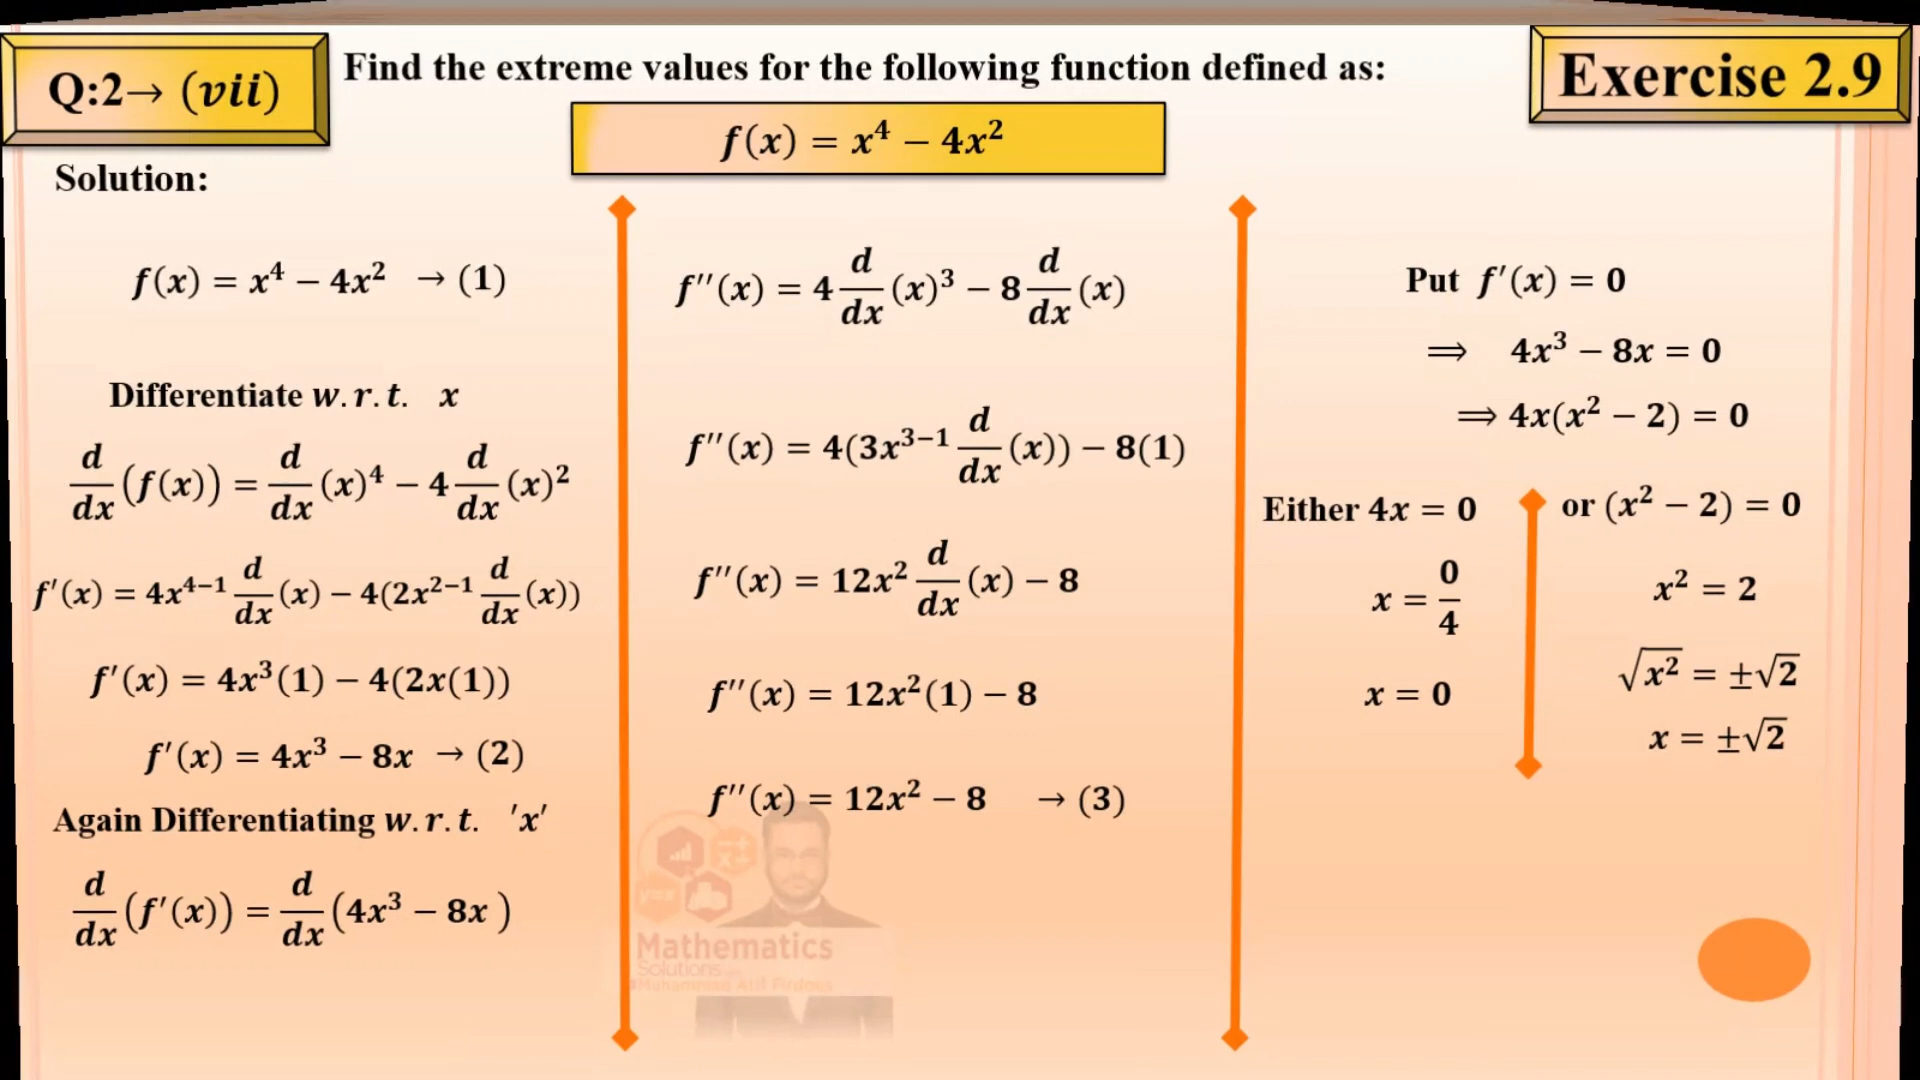 Q:2→ (vii)
Find the extreme values for the following function defined as:
Exercise 2.9
f(x) = x⁴ − 4x²
Solution:
f(x) = x⁴ − 4x² → (1)
Differentiate w.r.t. x
d/dx (f(x)) = d/dx (x)⁴ − 4 d/dx (x)²
f′(x) = 4x⁴⁻¹ d/dx (x) − 4(2x²⁻¹ d/dx (x))
f′(x) = 4x³(1) − 4(2x(1))
f′(x) = 4x³ − 8x → (2)
Again Differentiating w.r.t. ′x′
d/dx (f′(x)) = d/dx (4x³ − 8x )
f′′(x) = 4 d/dx (x)³ − 8 d/dx (x)
f′′(x) = 4(3x³⁻¹ d/dx (x)) − 8(1)
f′′(x) = 12x² d/dx (x) − 8
f′′(x) = 12x²(1) − 8
f′′(x) = 12x² − 8 → (3)
Mathematics
Solutions
Muhammad Atif
Put f′(x) = 0
⟹ 4x³ − 8x = 0
⟹ 4x(x² − 2) = 0
Either 4x = 0
x = 0/4
x = 0
or (x² − 2) = 0
x² = 2
√x² = ±√2
x = ±√2